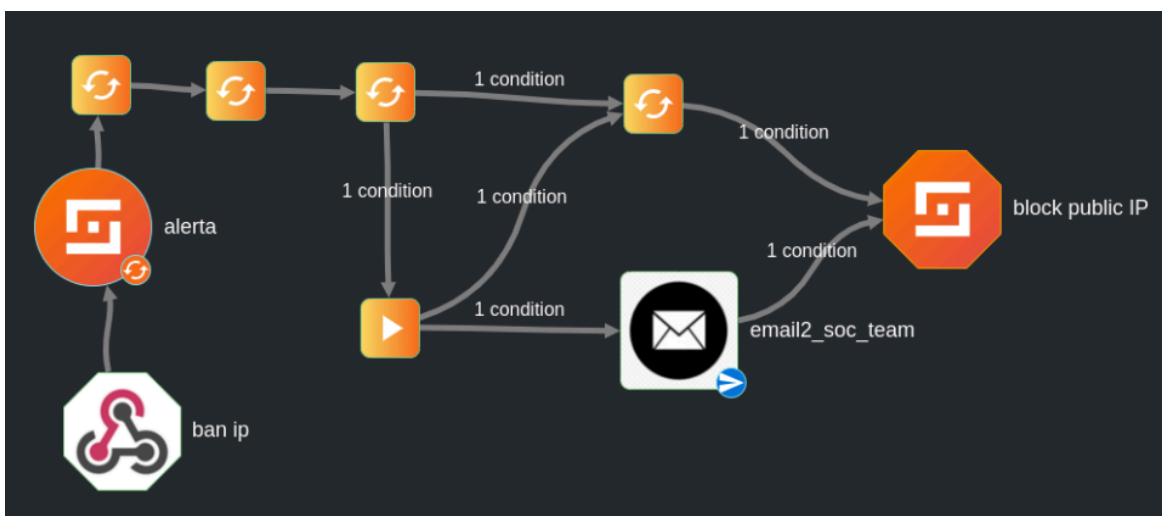 1 condition
1 condition
1 condition
1 condition
alerta
block public IP
1 condition
1 condition
email2_soc_team
ban ip